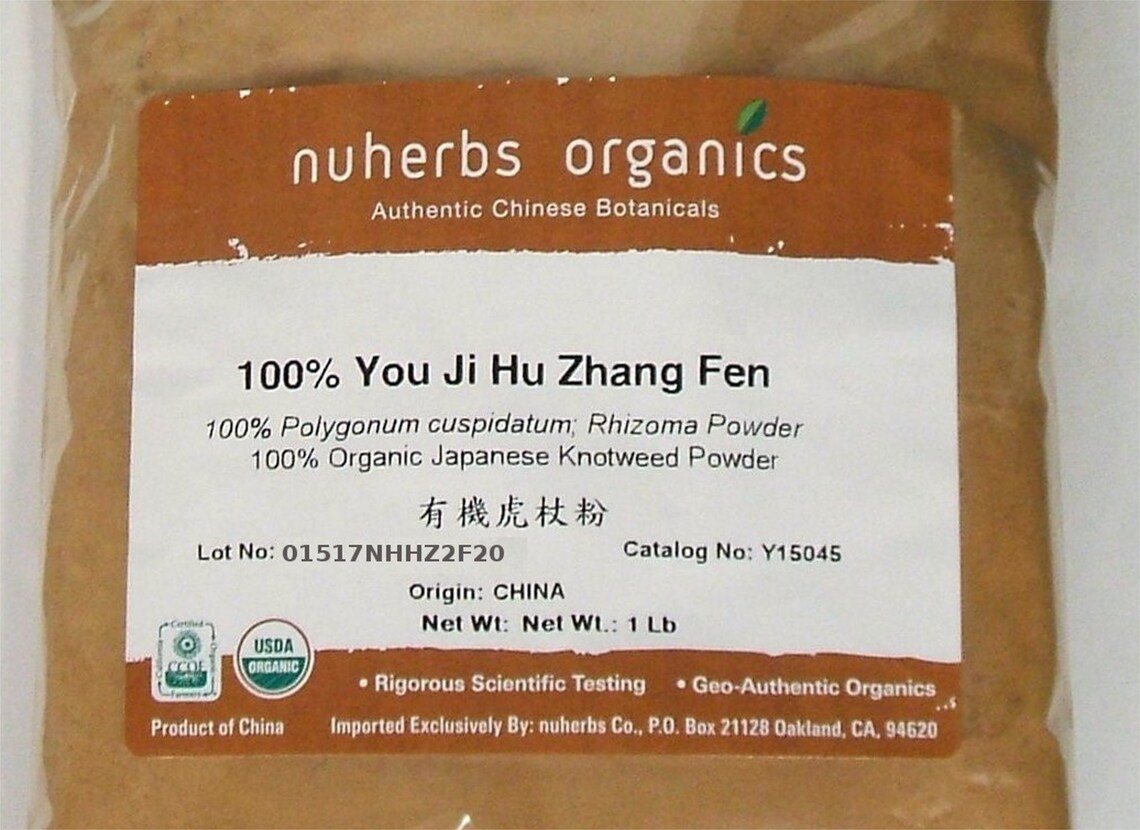 nuherbs organics
Authentic Chinese Botanicals
100% You Ji Hu Zhang Fen
100% Polygonum cuspidatum; Rhizoma Powder
100% Organic Japanese Knotweed Powder
有機虎杖粉
Lot No: 01517NHHZ2F20 Catalog No: Y15045
Origin: CHINA
Net Wt: Net Wt.: 1 Lb
Certified
CCOF
Farmers
USDA
ORGANIC
• Rigorous Scientific Testing • Geo-Authentic Organics
Product of China Imported Exclusively By: nuherbs Co., P.O. Box 21128 Oakland, CA, 94620